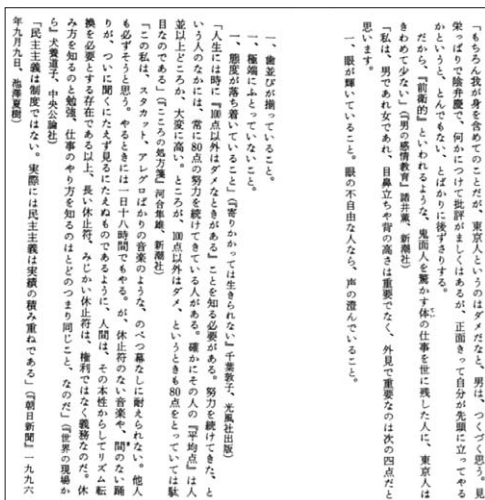 「もちろん我が身を含めてのことだが、東京人というのはダメだなと、男は、つくづく思う。見
栄っぱりで陰弁慶で、何かにつけて批評がましくはあるが、正面きって自分が先頭に立ってやる
かというと、とんでもない、とばかりに後ずさりする。
だから、『前衛的』といわれるような、鬼面人を驚かす体の仕事を世に残した人に、東京人は
きわめて少ない」（『男の感情教育』諸井薫、新潮社）
「私は、男であれ女であれ、目鼻立ちや背の高さは重要でなく、外見で重要なのは次の四点だと
思います。
一、眼が輝いていること。眼の不自由な人なら、声の澄んでいること。
一、歯並びが揃っていること。
一、極端にふとっていないこと。
一、態度が落ち着いていること」（『寄りかかっては生きられない』千葉敦子、光風社出版）
「人生には時に『100点以外はダメなときがある』ことを知る必要がある。努力を続けてきた、と
いう人のなかには、常に80点の努力を続けてきている人がある。確かにその人の『平均点』は人
並以上どころか、大変に高い。ところが、100点以外はダメ、というときも80点をとっていては駄
目なのである」（『こころの処方箋』河合隼雄、新潮社）
「この私は、スタカット、アレグロばかりの音楽のような、のべつ幕なしに耐えられない。他人
も必ずそうと思う。やるときには一日十八時間でもやる。が、休止符のない音楽や、間のない踊
りが、ついに聞くにたえず見るにたえぬものであるように、人間は、その本性からしてリズム転
換を必要とする存在である以上、長い休止符、みじかい休止符は、権利ではなく義務なのだ。休
み方を知るのと勉強、仕事のやり方を知るのはとどのつまり同じこと、なのだ」（『世界の現場か
ら』犬養道子、中央公論社）
「民主主義は制度ではない。実際には民主主義は実績の積み重ねである」（『朝日新聞』一九九六
年九月九日、池澤夏樹）